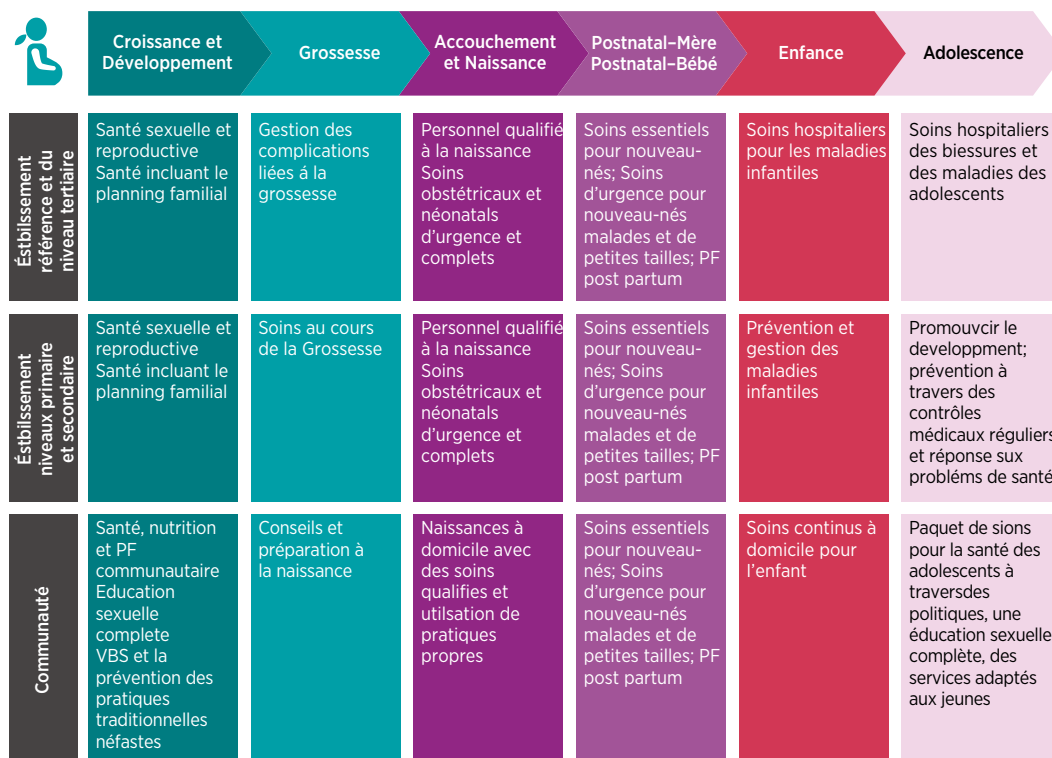 Croissance et
Développement
Grossesse
Accouchement
et Naissance
Postnatal–Mère
Postnatal–Bébé
Enfance
Adolescence
Éstbilssement
référence et du
niveau tertiaire
Santé sexuelle et
reproductive
Santé incluant le
planning familial
Gestion des
complications
liées á la
grossesse
Personnel qualifié
à la naissance
Soins
obstétricaux et
néonatals
d’urgence et
complets
Soins essentiels
pour nouveau-
nés; Soins
d’urgence pour
nouveau-nés
malades et de
petites tailles; PF
post partum
Soins hospitaliers
pour les maladies
infantiles
Soins hospitaliers
des biessures et
des maladies des
adolescents
Éstbilssement
niveaux primaire
et secondaire
Santé sexuelle et
reproductive
Santé incluant le
planning familial
Soins au cours
de la Grossesse
Personnel qualifié
à la naissance
Soins
obstétricaux et
néonatals
d’urgence et
complets
Soins essentiels
pour nouveau-
nés; Soins
d’urgence pour
nouveau-nés
malades et de
petites tailles; PF
post partum
Prévention et
gestion des
maladies
infantiles
Promouvcir le
developpment;
prévention à
travers des
contrôles
médicaux réguliers
et réponse sux
probléms de santé
Communauté
Santé, nutrition
et PF
communautaire
Education
sexuelle
complete
VBS et la
prévention des
pratiques
traditionnelles
néfastes
Conseils et
préparation à
la naissance
Naissances à
domicile avec
des soins
qualifies et
utilsation de
pratiques
propres
Soins essentiels
pour nouveau-
nés; Soins
d’urgence pour
nouveau-nés
malades et de
petites tailles; PF
post partum
Soins continus à
domicile pour
l’enfant
Paquet de sions
pour la santé des
adolescents à
traversdes
politiques, une
éducation sexuelle
complète, des
services adaptés
aux jeunes